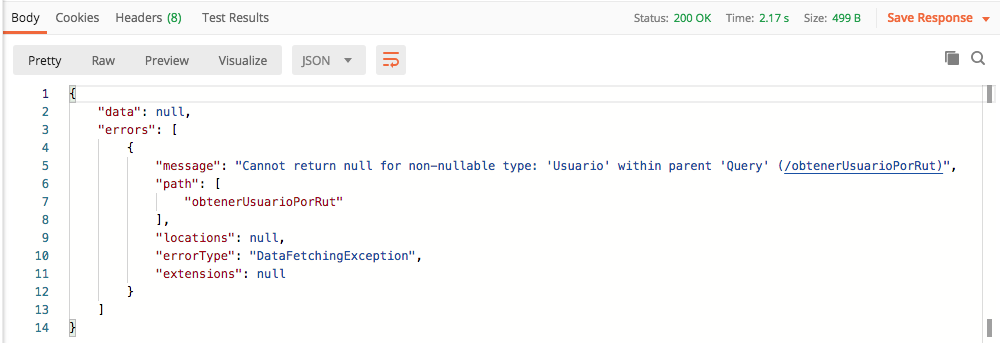 Body Cookies Headers (8) Test Results Status: 200 OK Time: 2.17 s Size: 499 B Save Response
Pretty Raw Preview Visualize JSON
1 {
2 "data": null,
3 "errors": [
4 {
5 "message": "Cannot return null for non-nullable type: 'Usuario' within parent 'Query' (/obtenerUsuarioPorRut)",
6 "path": [
7 "obtenerUsuarioPorRut"
8 ],
9 "locations": null,
10 "errorType": "DataFetchingException",
11 "extensions": null
12 }
13 ]
14 }